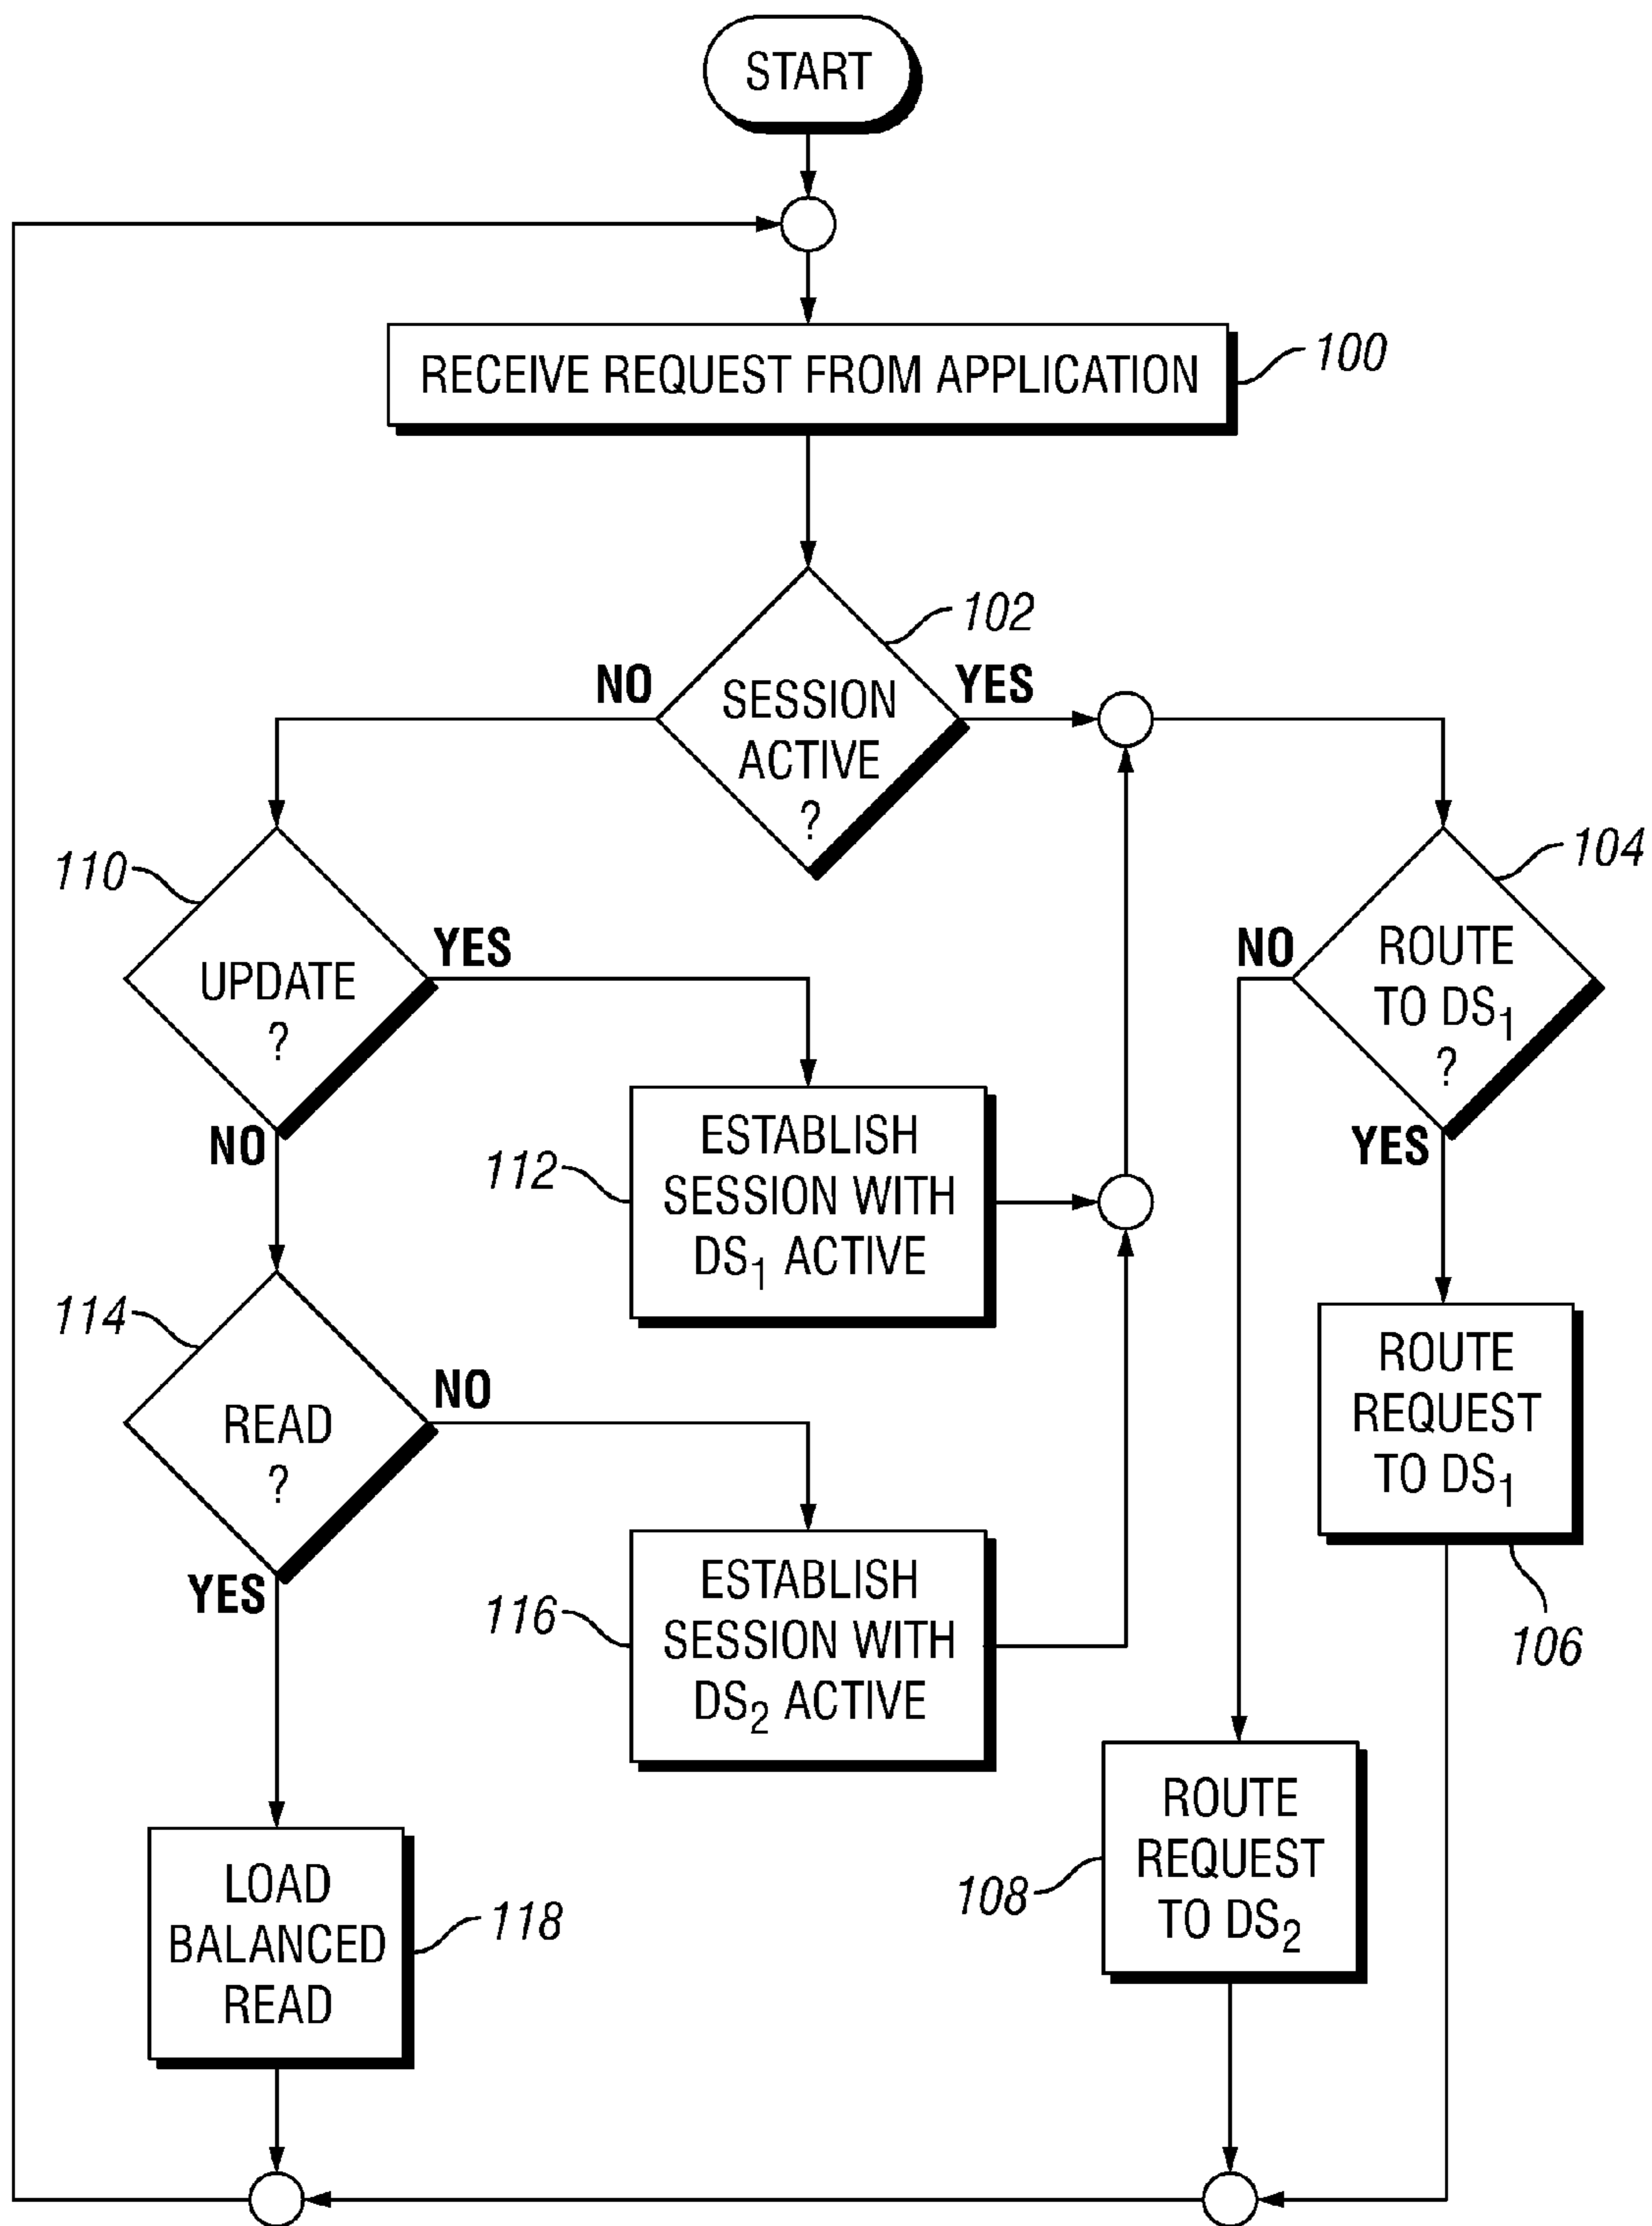 START
RECEIVE REQUEST FROM APPLICATION
100
102
NO
YES
SESSION
ACTIVE
?
110
UPDATE
?
YES
NO
104
NO
ROUTE
TO DS1
?
YES
112
ESTABLISH
SESSION WITH
DS1 ACTIVE
114
READ
?
NO
YES
ROUTE
REQUEST
TO DS1
106
116
ESTABLISH
SESSION WITH
DS2 ACTIVE
108
ROUTE
REQUEST
TO DS2
LOAD
BALANCED
READ
118